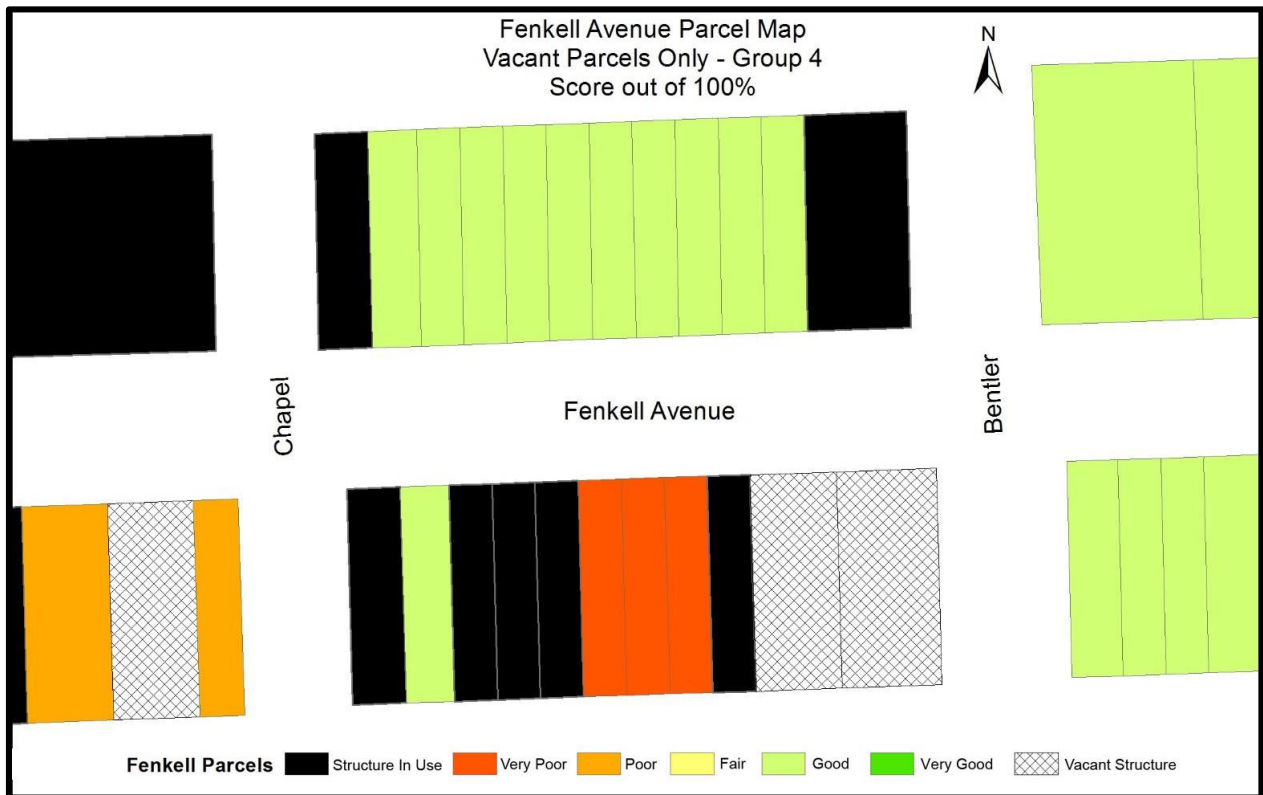 Fenkell Avenue Parcel Map
Vacant Parcels Only - Group 4
Score out of 100%
N
Chapel
Fenkell Avenue
Bentler
Fenkell Parcels Structure In Use Very Poor Poor Fair Good Very Good Vacant Structure